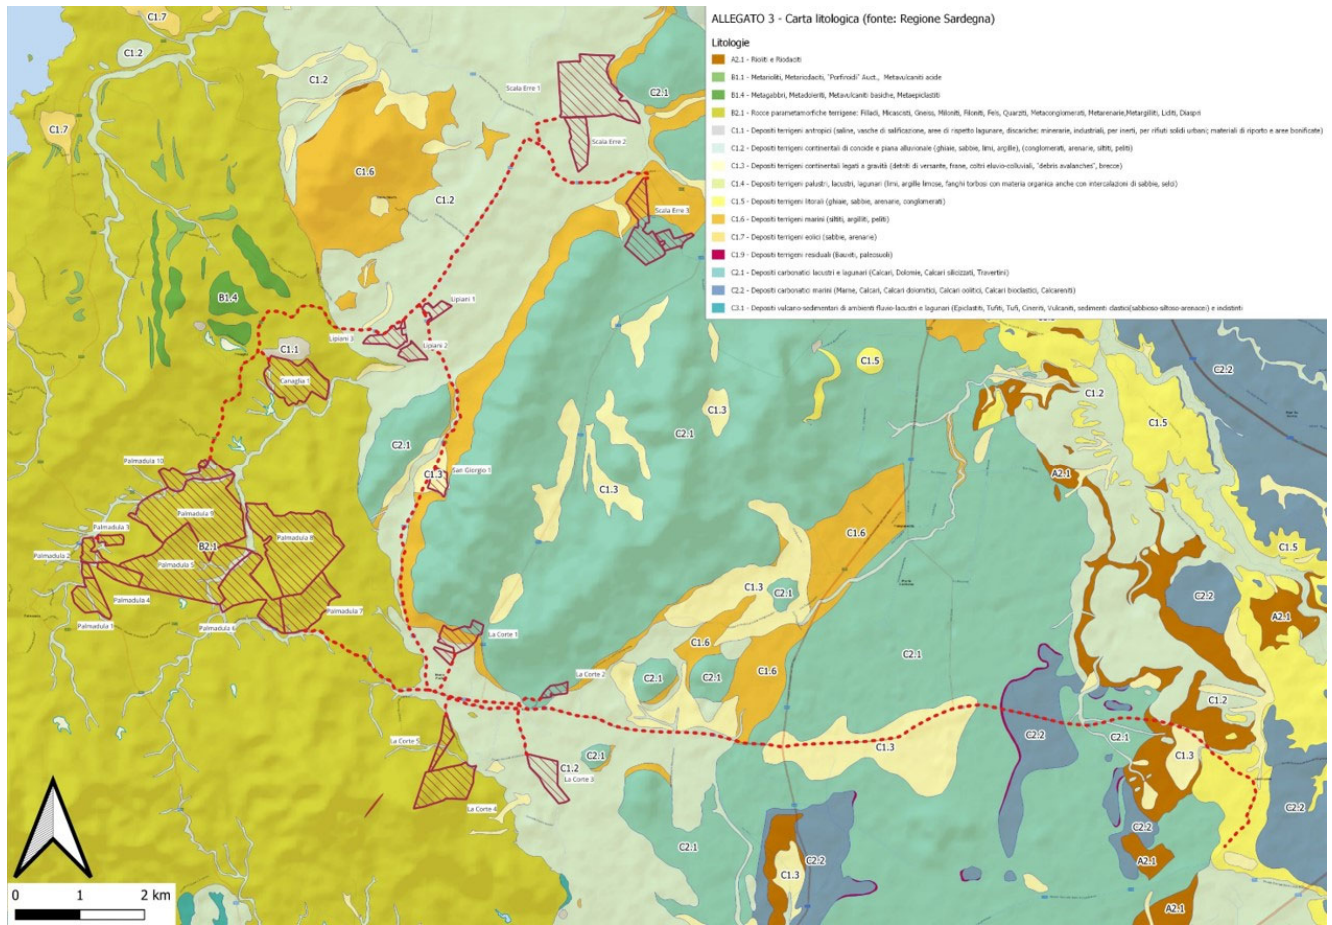 ALLEGATO 3 - Carta litologica (fonte: Regione Sardegna)
Litologie
A2.1 - Rioliti e Riodaciti
B1.1 - Metarioliti, Metariodaciti, "Porfiroidi" Auct., Metavulcaniti acide
B1.4 - Metagabbri, Metadoleriti, Metavulcaniti basiche, Metaepiclastiti
B2.1 - Rocce parametamorfiche terrigene: Filladi, Micascisti, Gneiss, Miloniti, Filoniti, Fels, Quarziti, Metaconglomerati, Metarenarie, Metargilliti, Liditi, Diaspri
C1.1 - Depositi terrigeni antropici (saline, vasche di salificazione, aree di rispetto lagunare, discariche: minerarie, industriali, per inerti, per rifiuti solidi urbani; materiali di riporto e aree bonificate)
C1.2 - Depositi terrigeni continentali di conoide e piana alluvionale (ghiaie, sabbie, limi, argille), (conglomerati, arenarie, siltiti, peliti)
C1.3 - Depositi terrigeni continentali legati a gravità (detriti di versante, frane, coltri eluvio-colluviali, "debris avalanches", brecce)
C1.4 - Depositi terrigeni palustri, lacustri, lagunari (limi, argille limose, fanghi torbosi con materia organica anche con intercalazioni di sabbie, selci)
C1.5 - Depositi terrigeni litorali (ghiaie, sabbie, arenarie, conglomerati)
C1.6 - Depositi terrigeni marini (siltiti, argilliti, peliti)
C1.7 - Depositi terrigeni eolici (sabbie, arenarie)
C1.9 - Depositi terrigeni residuali (Bauxiti, paleosuoli)
C2.1 - Depositi carbonatici lacustri e lagunari (Calcari, Dolomie, Calcari silicizzati, Travertini)
C2.2 - Depositi carbonatici marini (Marne, Calcari, Calcari dolomitici, Calcari oolitici, Calcari bioclastici, Calcareniti)
C3.1 - Depositi vulcano-sedimentari di ambienti fluvio-lacustri e lagunari (Epiclastiti, Tufiti, Tufi, Cineriti, Vulcaniti, sedimenti clastici(sabbioso-siltoso-arenacei) e indistinti
C1.7
C1.2
C1.2
Scala Erre 1
C2.1
C1.7
Scala Erre 2
C1.6
C1.2
Scala Erre 3
B1.4
Lipiani 1
Lipiani 3
Lipiani 2
C1.1
Canaglia 1
C1.5
C2.2
C1.2
C1.3
C1.5
C2.1
C2.1
Palmadula 10
C1.3
San Giorgio 1
C1.3
A2.1
Palmadula 9
Palmadula 3
Palmadula 8
C1.6
Palmadula 2
B2.1
C1.5
Palmadula 5
C1.3
C2.1
C2.2
Palmadula 4
A2.1
Palmadula 1
Palmadula 7
Palmadula 6
La Corte 1
C1.6
C2.1
La Corte 2
C2.1
C2.1
C1.6
C1.2
C2.2
C2.1
La Corte 5
C1.3
C2.1
C1.3
C1.2
La Corte 3
La Corte 4
C2.2
C2.2
C2.1
C2.2
A2.1
C1.3
A2.1
0 1 2 km